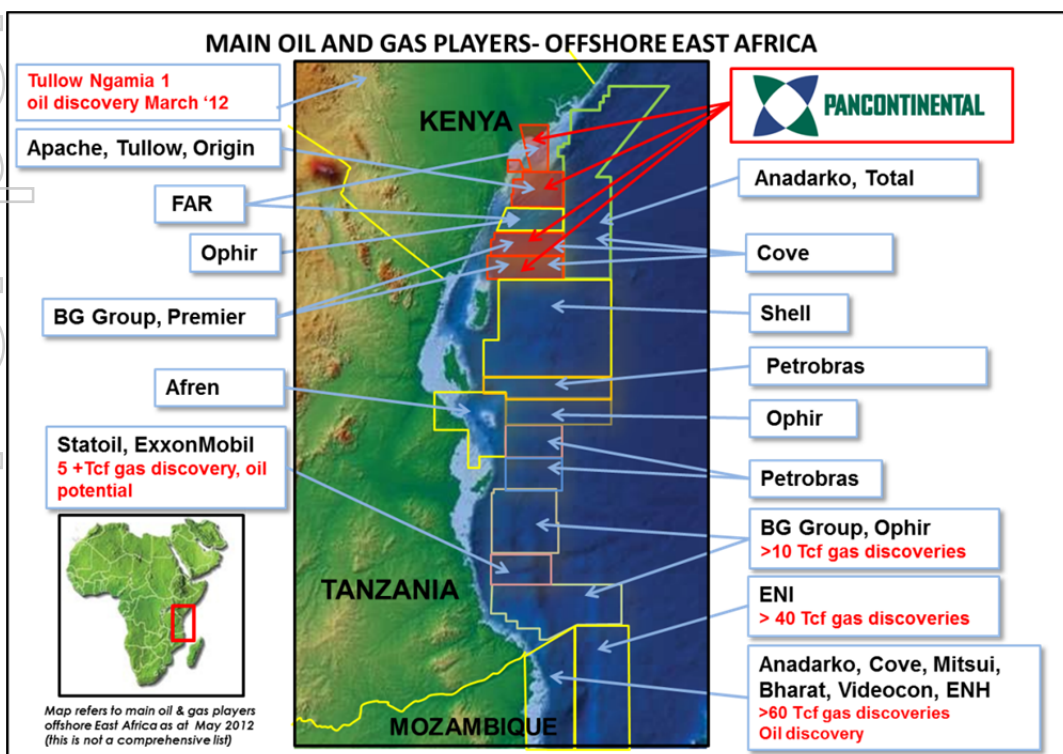 MAIN OIL AND GAS PLAYERS- OFFSHORE EAST AFRICA
Tullow Ngamia 1
oil discovery March ‘12
Apache, Tullow, Origin
FAR
Ophir
BG Group, Premier
Afren
Statoil, ExxonMobil
5 +Tcf gas discovery, oil
potential
Map refers to main oil & gas players
offshore East Africa as at May 2012
(this is not a comprehensive list)
KENYA
TANZANIA
MOZAMBIQUE
PANCONTINENTAL
Anadarko, Total
Cove
Shell
Petrobras
Ophir
Petrobras
BG Group, Ophir
>10 Tcf gas discoveries
ENI
> 40 Tcf gas discoveries
Anadarko, Cove, Mitsui,
Bharat, Videocon, ENH
>60 Tcf gas discoveries
Oil discovery